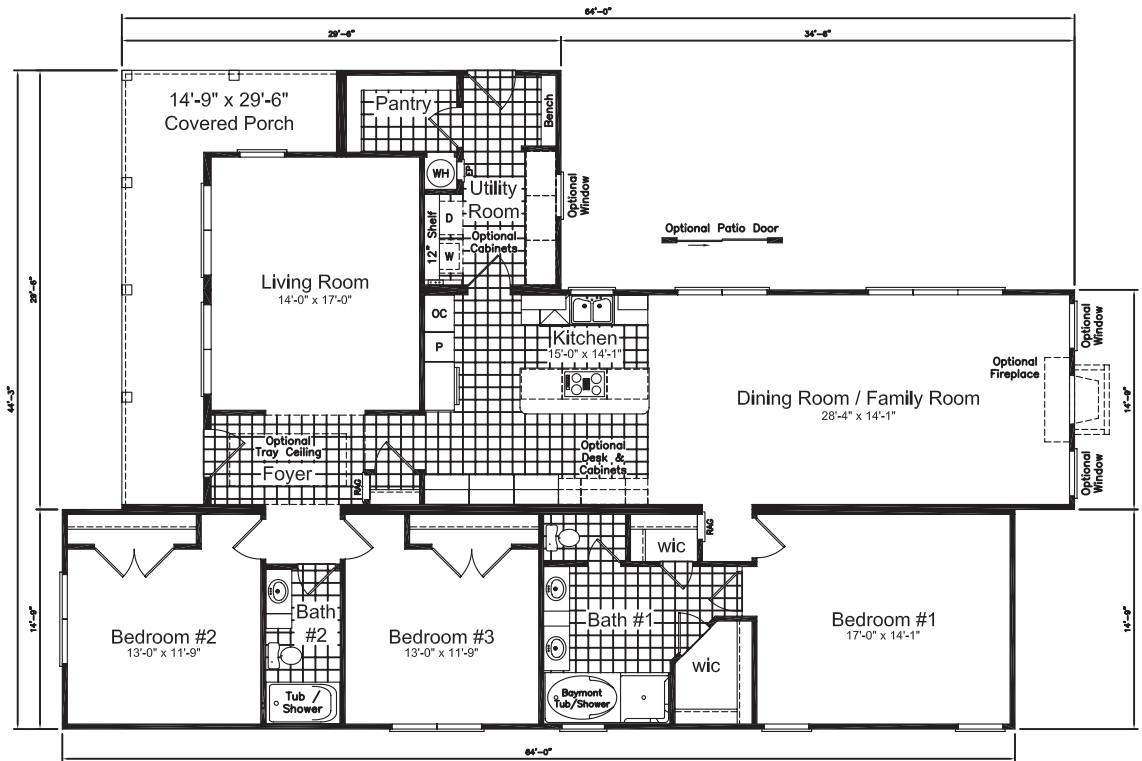 64'-0"
29'-6"
34'-6"
14'-9" x 29'-6"
Covered Porch
Pantry
Bench
WH
EP
Utility
Room
Optional
Window
12" Shelf
D
W
Optional
Cabinets
Optional Patio Door
Living Room
14'-0" x 17'-0"
29'-6"
44'-3"
OC
P
Kitchen
15'-0" x 14'-1"
Optional
Window
Optional
Fireplace
Dining Room / Family Room
28'-4" x 14'-1"
14'-9"
Optional
Tray Ceiling
Foyer
RAG
Optional
Desk &
Cabinets
Optional
Window
RAG
wic
14'-9"
Bedroom #2
13'-0" x 11'-9"
Bath
#2
Tub /
Shower
Bedroom #3
13'-0" x 11'-9"
Bath #1
Baymont
Tub/Shower
wic
Bedroom #1
17'-0" x 14'-1"
14'-9"
64'-0"